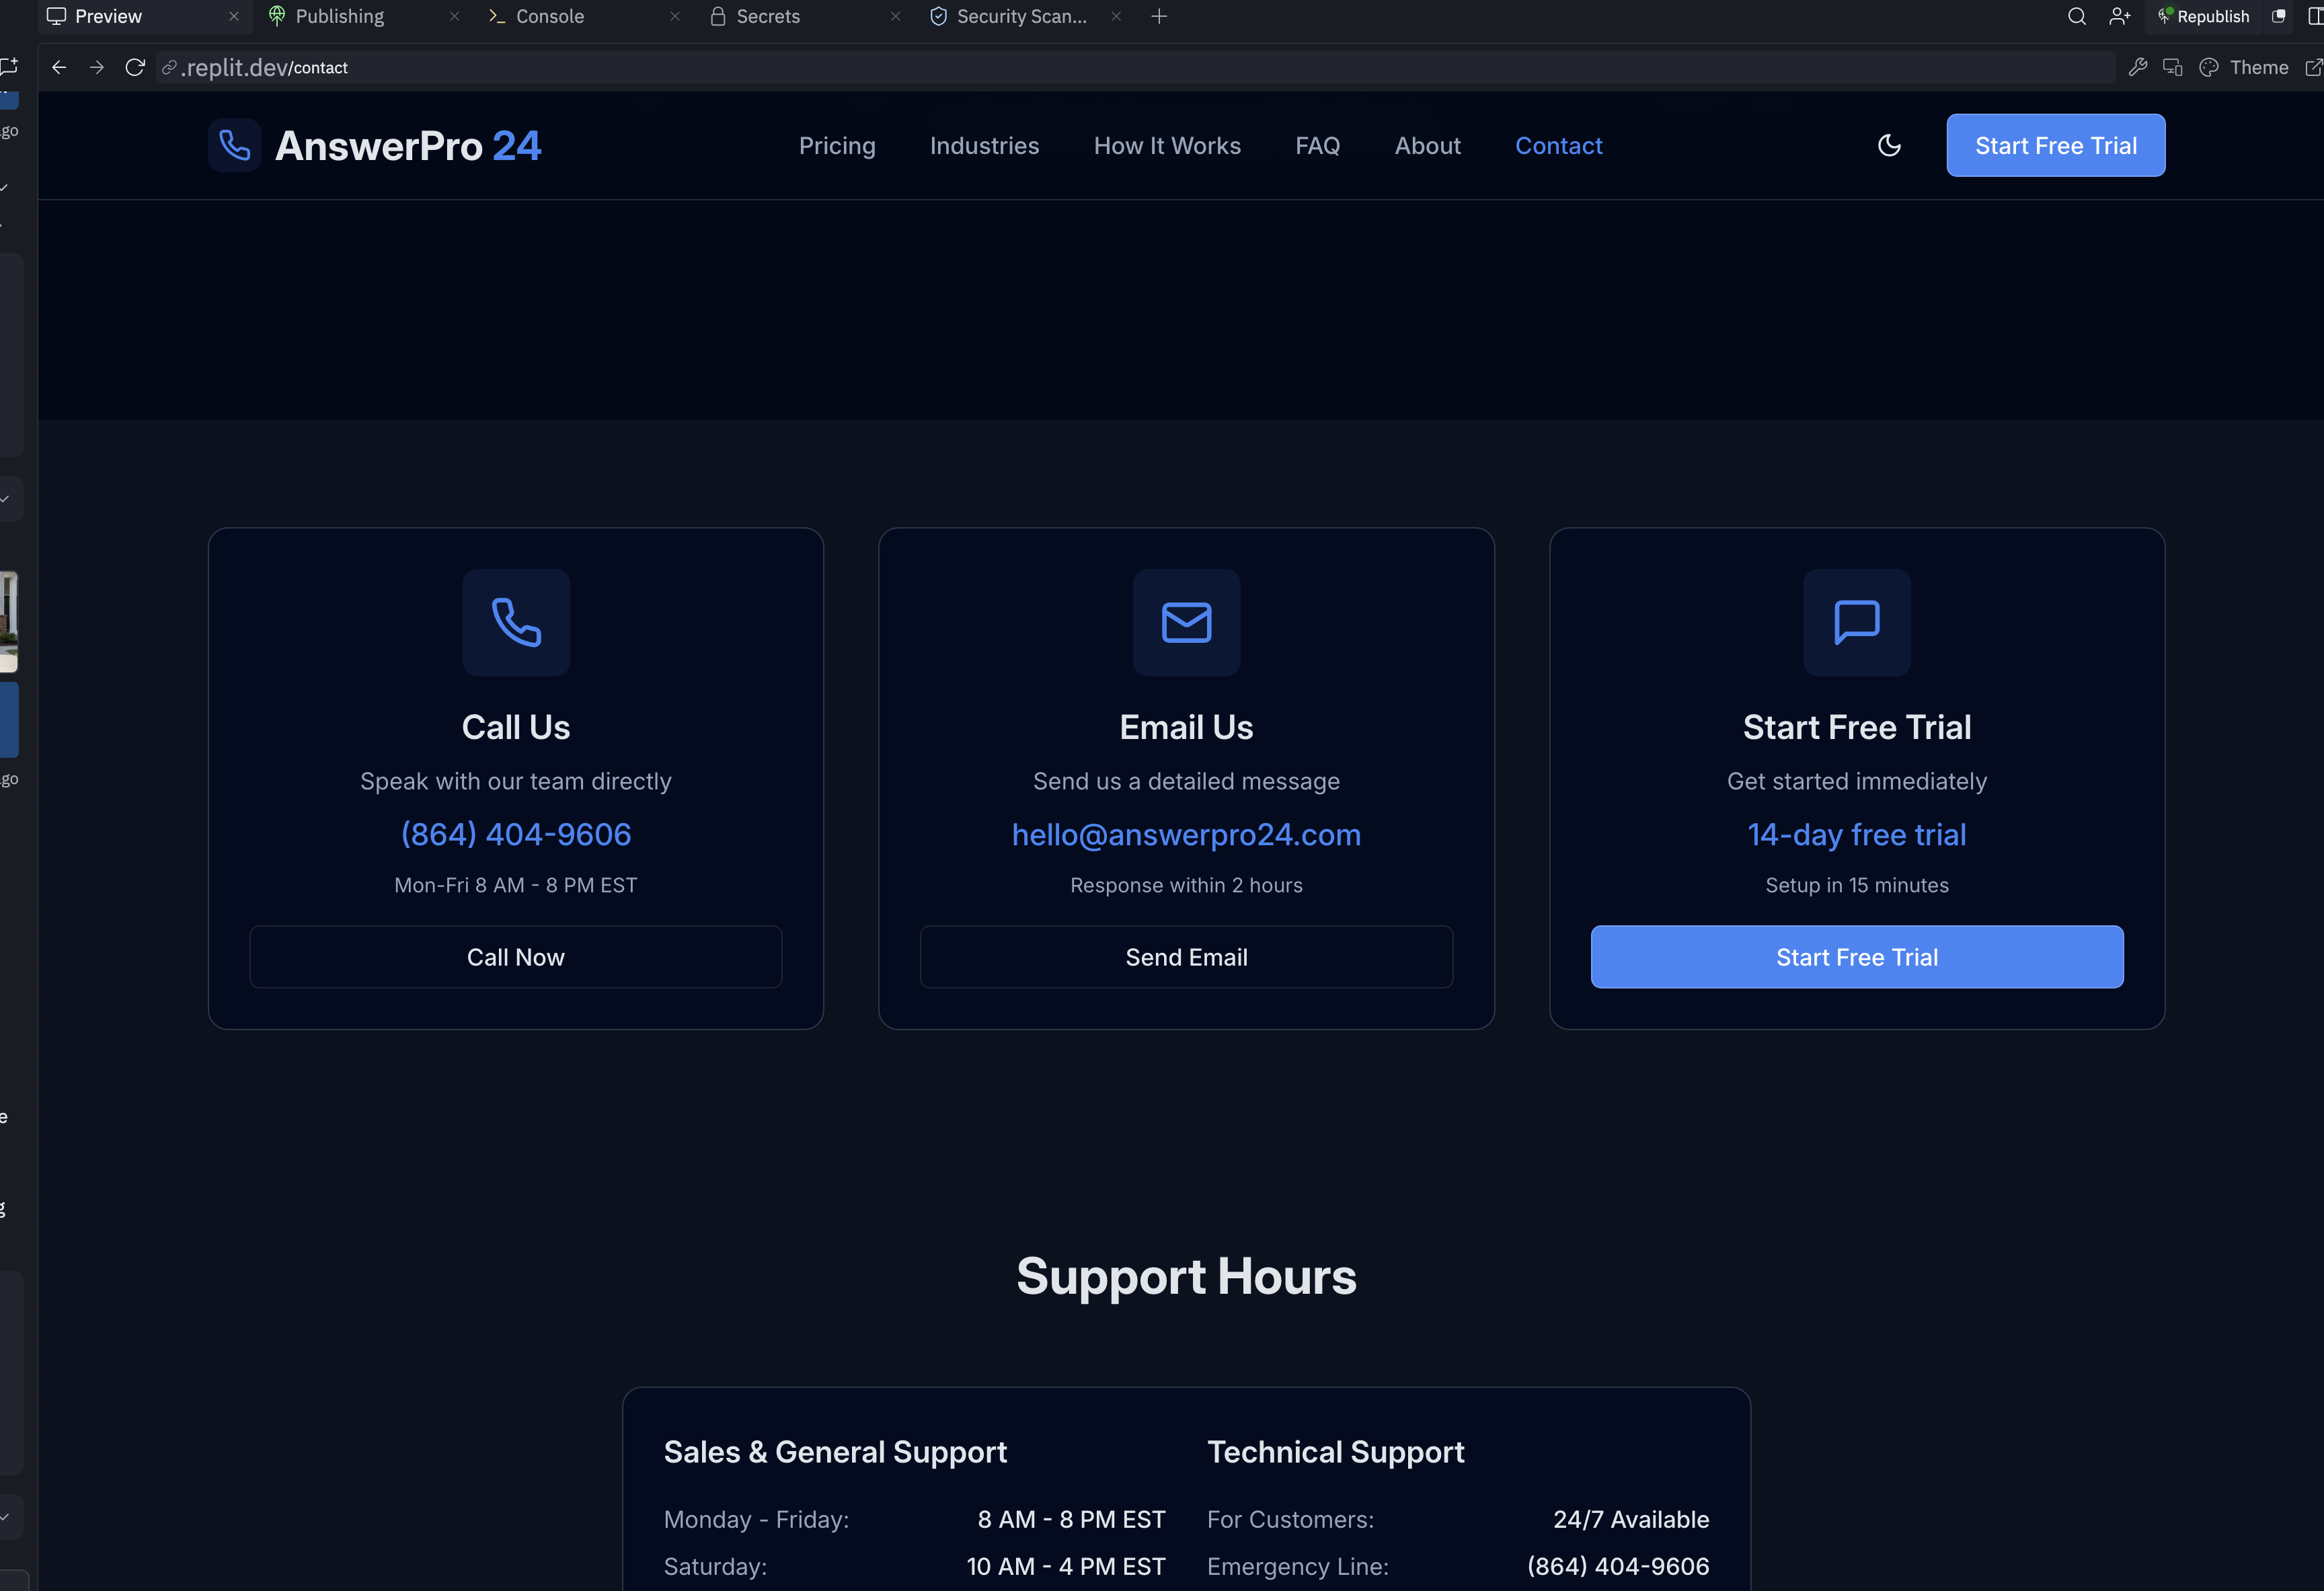 Preview
Publishing
Console
Secrets
Security Scan...
Republish
.replit.dev/contact
Theme
AnswerPro 24
Pricing
Industries
How It Works
FAQ
About
Contact
Start Free Trial
Call Us
Speak with our team directly
(864) 404-9606
Mon-Fri 8 AM - 8 PM EST
Call Now
Email Us
Send us a detailed message
hello@answerpro24.com
Response within 2 hours
Send Email
Start Free Trial
Get started immediately
14-day free trial
Setup in 15 minutes
Start Free Trial
Support Hours
Sales & General Support
Monday - Friday: 8 AM - 8 PM EST
Saturday: 10 AM - 4 PM EST
Technical Support
For Customers: 24/7 Available
Emergency Line: (864) 404-9606